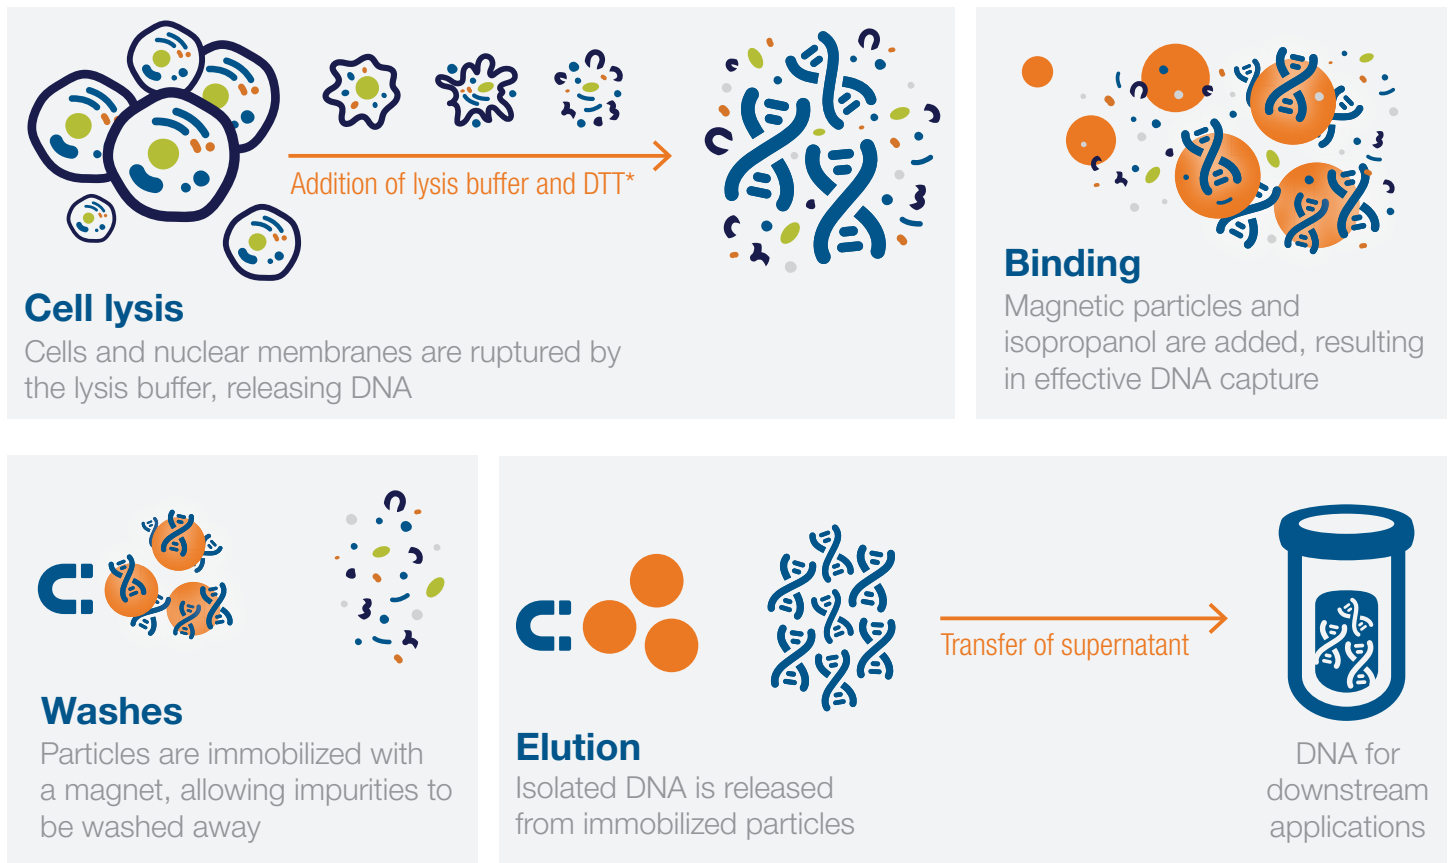 Addition of lysis buffer and DTT*
Cell lysis
Cells and nuclear membranes are ruptured by
the lysis buffer, releasing DNA
Binding
Magnetic particles and
isopropanol are added, resulting
in effective DNA capture
Washes
Particles are immobilized with
a magnet, allowing impurities to
be washed away
Elution
Isolated DNA is released
from immobilized particles
Transfer of supernatant
DNA for
downstream
applications